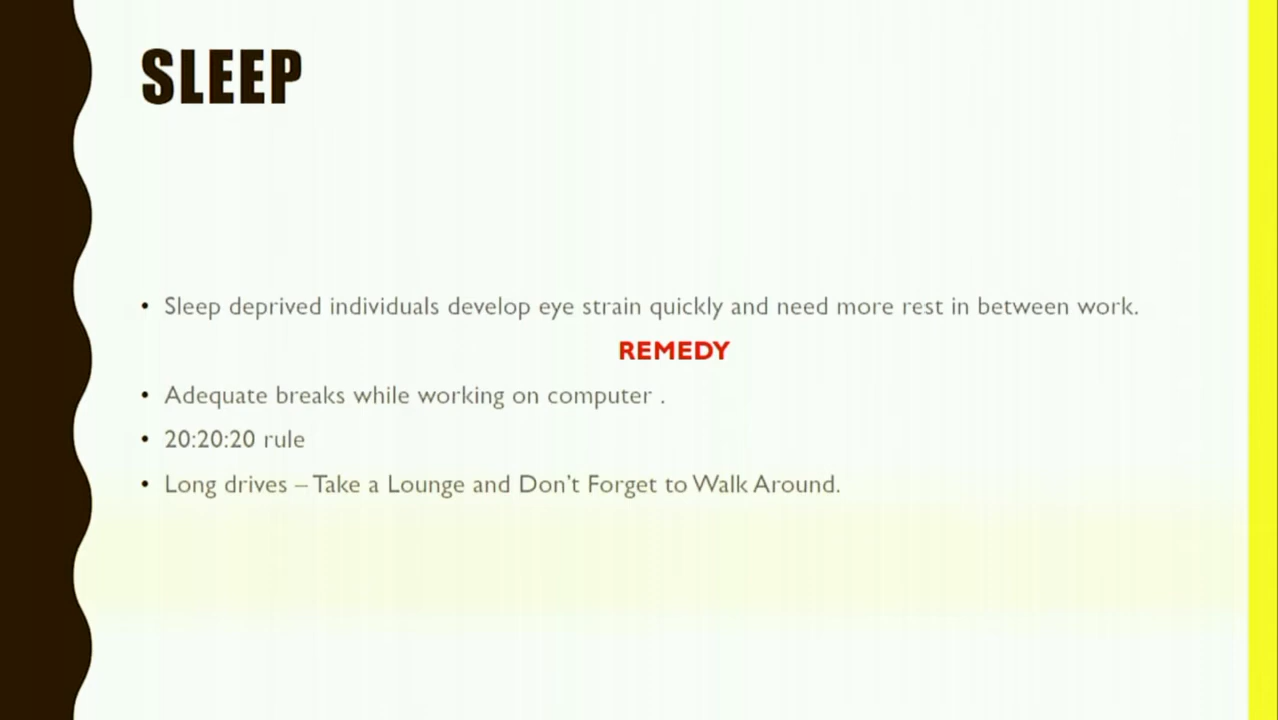 SLEEP
• Sleep deprived individuals develop eye strain quickly and need more rest in between work.
REMEDY
• Adequate breaks while working on computer .
• 20:20:20 rule
• Long drives – Take a Lounge and Don't Forget to Walk Around.